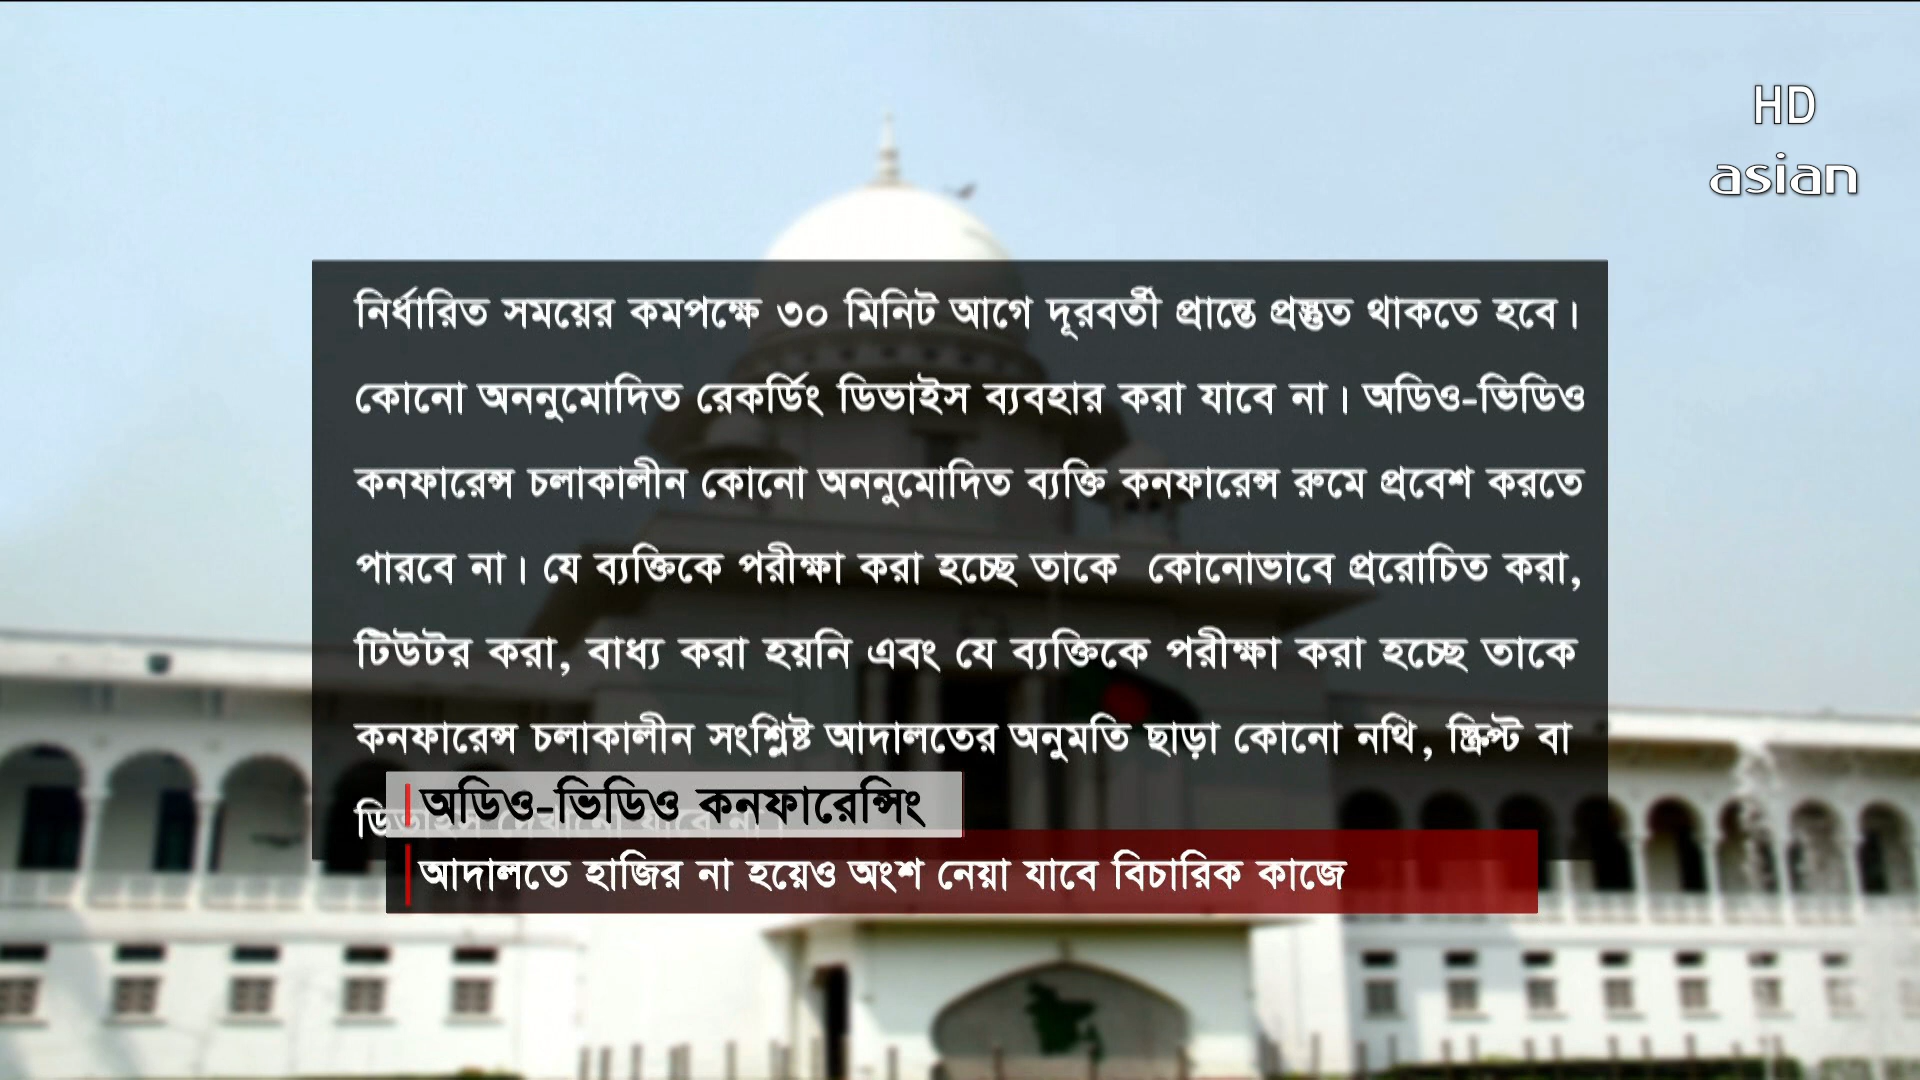 HD
asian
নির্ধারিত সময়ের কমপক্ষে ৩০ মিনিট আগে দূরবর্তী প্রান্তে প্রস্তুত থাকতে হবে।
কোনো অননুমোদিত রেকর্ডিং ডিভাইস ব্যবহার করা যাবে না। অডিও-ভিডিও
কনফারেন্স চলাকালীন কোনো অননুমোদিত ব্যক্তি কনফারেন্স রুমে প্রবেশ করতে
পারবে না। যে ব্যক্তিকে পরীক্ষা করা হচ্ছে তাকে কোনোভাবে প্ররোচিত করা,
টিউটর করা, বাধ্য করা হয়নি এবং যে ব্যক্তিকে পরীক্ষা করা হচ্ছে তাকে
কনফারেন্স চলাকালীন সংশ্লিষ্ট আদালতের অনুমতি ছাড়া কোনো নথি, স্ক্রিপ্ট বা
অডিও-ভিডিও কনফারেন্সিং
আদালতে হাজির না হয়েও অংশ নেয়া যাবে বিচারিক কাজে